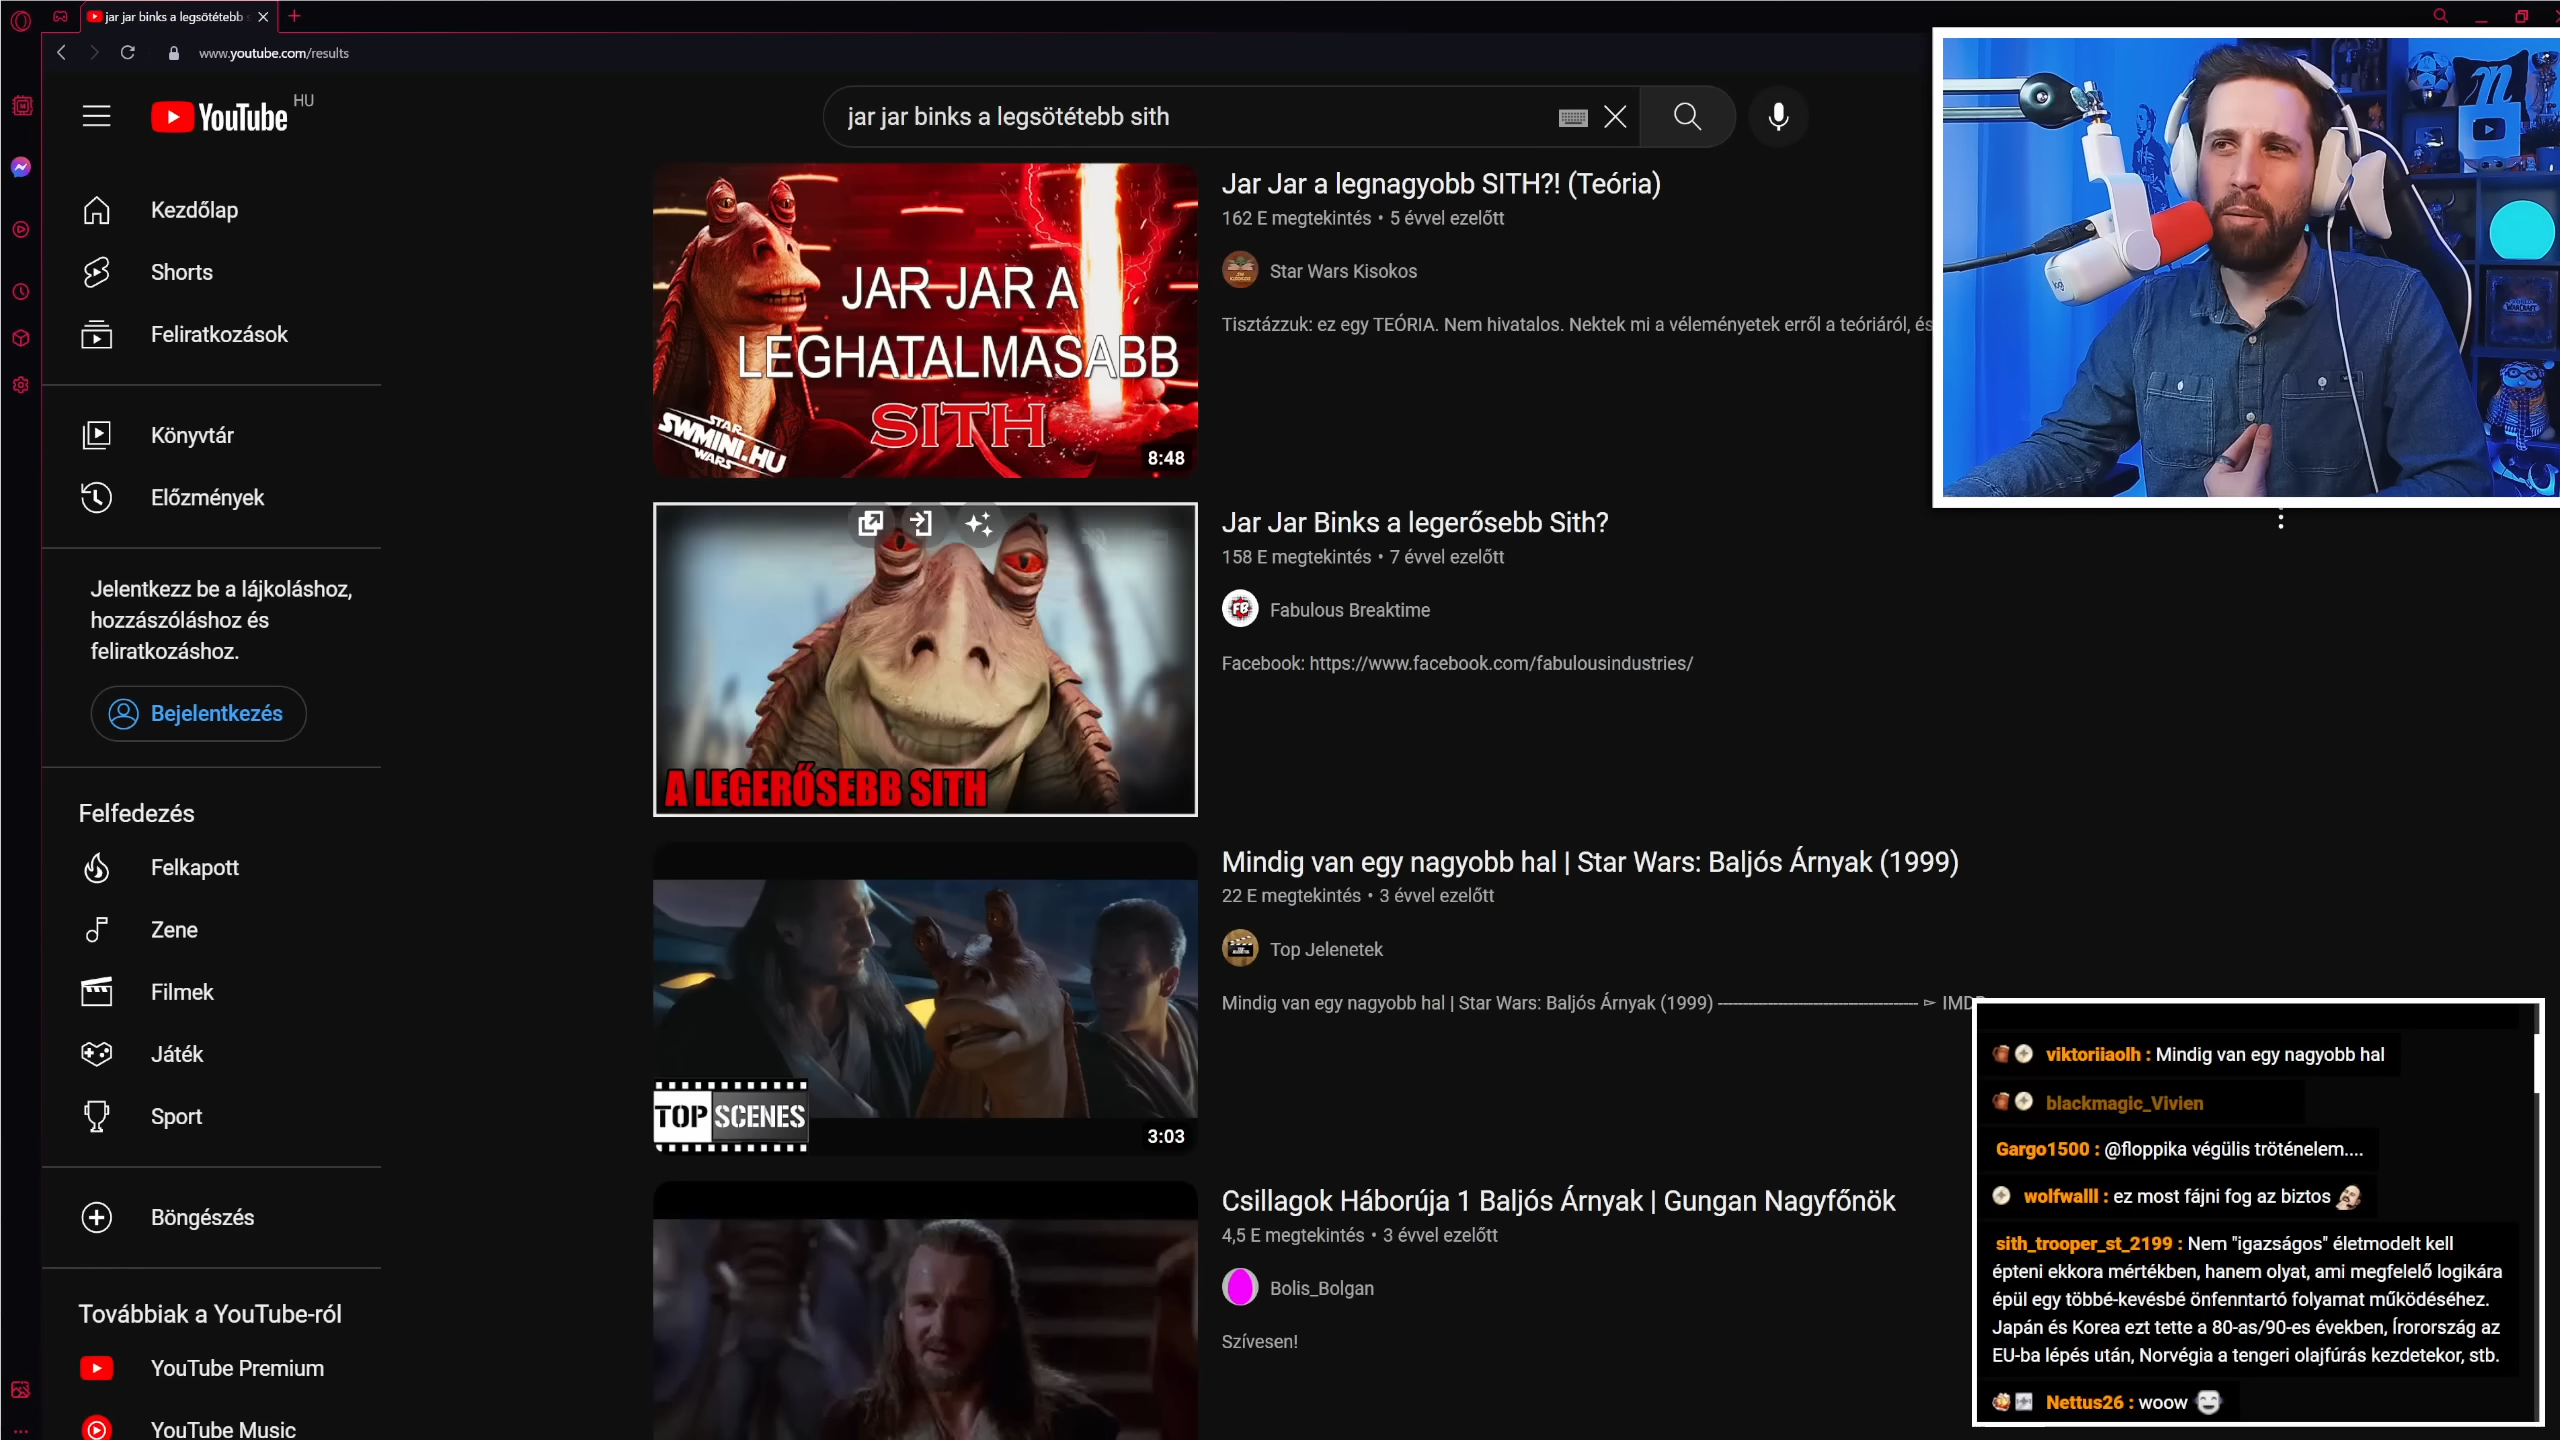 jar jar binks a legsötétebb
www.youtube.com/results
YouTube HU
jar jar binks a legsötétebb sith
Kezdőlap
Shorts
Feliratkozások
Könyvtár
Előzmények
Jelentkezz be a lájkoláshoz,
hozzászóláshoz és
feliratkozáshoz.
Bejelentkezés
Felfedezés
Felkapott
Zene
Filmek
Játék
Sport
Böngészés
Továbbiak a YouTube-ról
YouTube Premium
YouTube Music
JAR JAR A
LEGHATALMASABB
SITH
STAR
SWMINI.HU
WARS
8:48
Jar Jar a legnagyobb SITH?! (Teória)
162 E megtekintés • 5 évvel ezelőtt
Star Wars Kisokos
Tisztázzuk: ez egy TEÓRIA. Nem hivatalos. Nektek mi a véleményetek erről a teóriáról, és
A LEGERŐSEBB SITH
Jar Jar Binks a legerősebb Sith?
158 E megtekintés • 7 évvel ezelőtt
FB
Fabulous Breaktime
Facebook: https://www.facebook.com/fabulousindustries/
TOP SCENES
3:03
Mindig van egy nagyobb hal | Star Wars: Baljós Árnyak (1999)
22 E megtekintés • 3 évvel ezelőtt
Top Jelenetek
Mindig van egy nagyobb hal | Star Wars: Baljós Árnyak (1999) ---------------------------------------- ► IMD
Csillagok Háborúja 1 Baljós Árnyak | Gungan Nagyfőnök
4,5 E megtekintés • 3 évvel ezelőtt
Bolis_Bolgan
Szívesen!
viktoriiaolh : Mindig van egy nagyobb hal
blackmagic_Vivien
Gargo1500 : @floppika végülis tröténelem....
wolfwalll : ez most fájni fog az biztos
sith_trooper_st_2199 : Nem "igazságos" életmodelt kell
építeni ekkora mértékben, hanem olyat, ami megfelelő logikára
épül egy többé-kevésbé önfenntartó folyamat működéséhez.
Japán és Korea ezt tette a 80-as/90-es években, Írorország az
EU-ba lépés után, Norvégia a tengeri olajfúrás kezdetekor, stb.
Nettus26 : woow